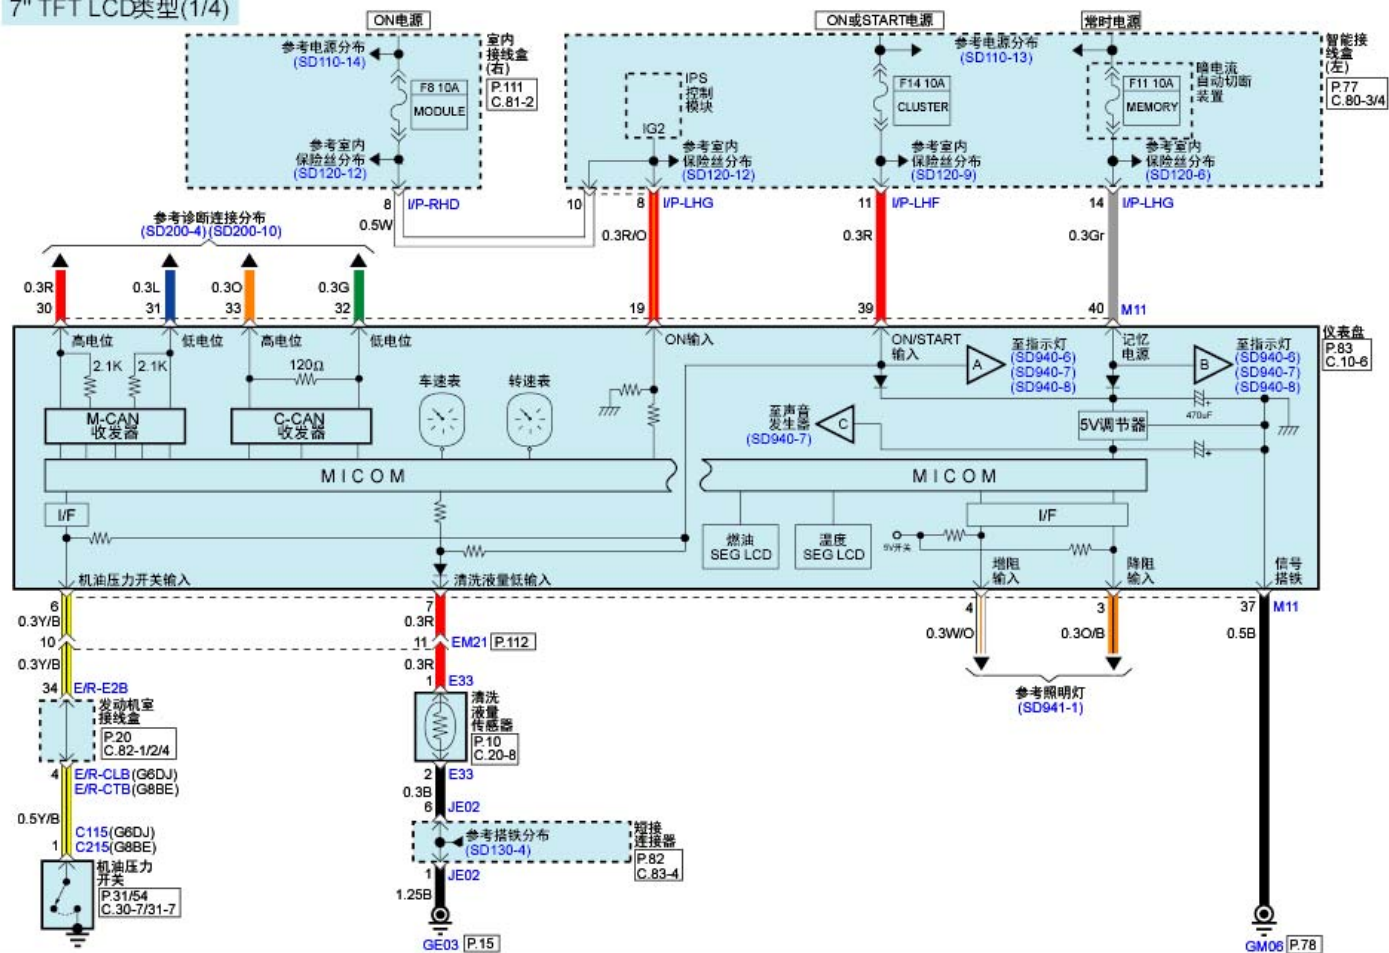 7" TFT LCD类型(1/4)
ON电源
ON或START电源
常时电源
参考电源分布
(SD110-14)
F8 10A
MODULE
参考室内
保险丝分布
(SD120-12)
室内
接线盒
(右)
P.111
C.81-2
IPS
控制
模块
IG2
参考室内
保险丝分布
(SD120-12)
F14 10A
CLUSTER
参考室内
保险丝分布
(SD120-9)
参考电源分布
(SD110-13)
F11 10A
MEMORY
暗电流
自动切断
装置
参考室内
保险丝分布
(SD120-6)
智能接
线盒
(左)
P.77
C.80-3/4
8 I/P-RHD
0.5W
10
8 I/P-LHG
0.3R/O
11 I/P-LHF
0.3R
14 I/P-LHG
0.3Gr
参考诊断连接分布
(SD200-4)(SD200-10)
0.3R
30
0.3L
31
0.3O
33
0.3G
32
19
39
40 M11
高电位
低电位
高电位
低电位
2.1K
2.1K
120Ω
M-CAN
收发器
C-CAN
收发器
车速表
转速表
ON输入
ON/START
输入
A
至指示灯
(SD940-6)
(SD940-7)
(SD940-8)
记忆
电源
B
至指示灯
(SD940-6)
(SD940-7)
(SD940-8)
仪表盘
P.83
C.10-6
至声音
发生器
(SD940-7)
C
5V调节器
470uF
+
+
MICOM
MICOM
I/F
I/F
燃油
SEG LCD
温度
SEG LCD
5V开关
机油压力开关输入
清洗液量低输入
增阻
输入
降阻
输入
信号
搭铁
6
0.3Y/B
10
0.3Y/B
34 E/R-E2B
发动机室
接线盒
P.20
C.82-1/2/4
4 E/R-CLB(G6DJ)
E/R-CTB(G8BE)
0.5Y/B
C115(G6DJ)
1 C215(G8BE)
机油压力
开关
P.31/54
C.30-7/31-7
7
0.3R
11 EM21 P.112
0.3R
1 E33
清洗
液量
传感器
P.10
C.20-8
2 E33
0.3B
6 JE02
参考搭铁分布
(SD130-4)
短接
连接器
P.82
C.83-4
1 JE02
1.25B
GE03 P.15
4
0.3W/O
3
0.3O/B
参考照明灯
(SD941-1)
37 M11
0.5B
GM06 P.78